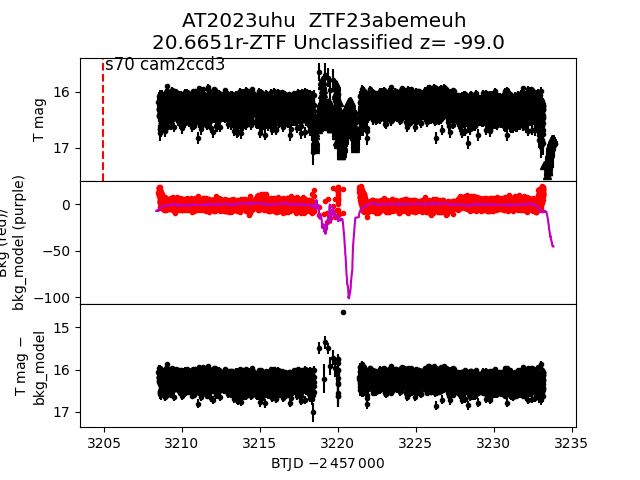 AT2023uhu ZTF23abemeuh
20.6651r-ZTF Unclassified z= -99.0
s70 cam2ccd3
T mag
16
17
Bkg (red)/
bkg_model (purple)
0
−50
−100
T mag −
bkg_model
15
16
17
3205 3210 3215 3220 3225 3230 3235
BTJD −2 457 000